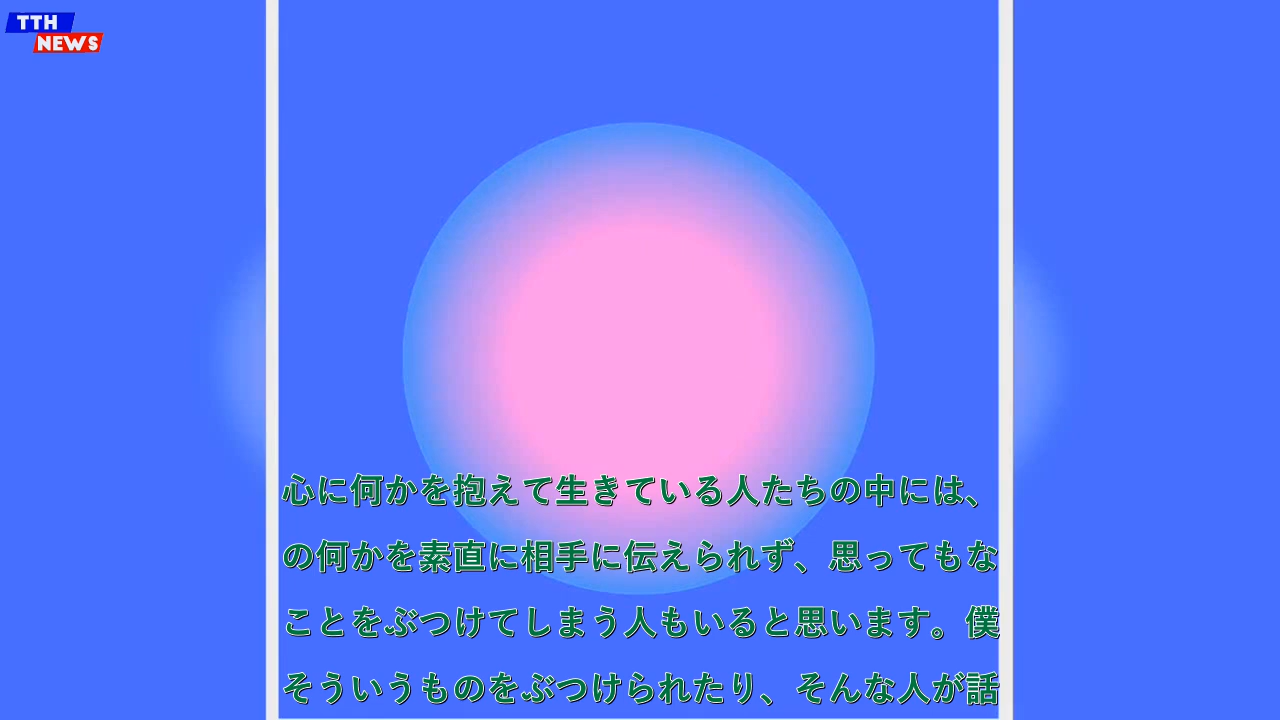 TTH
NEWS
心に何かを抱えて生きている人たちの中には、
の何かを素直に相手に伝えられず、思ってもな
ことをぶつけてしまう人もいると思います。僕
そういうものをぶつけられたり、そんな人が話